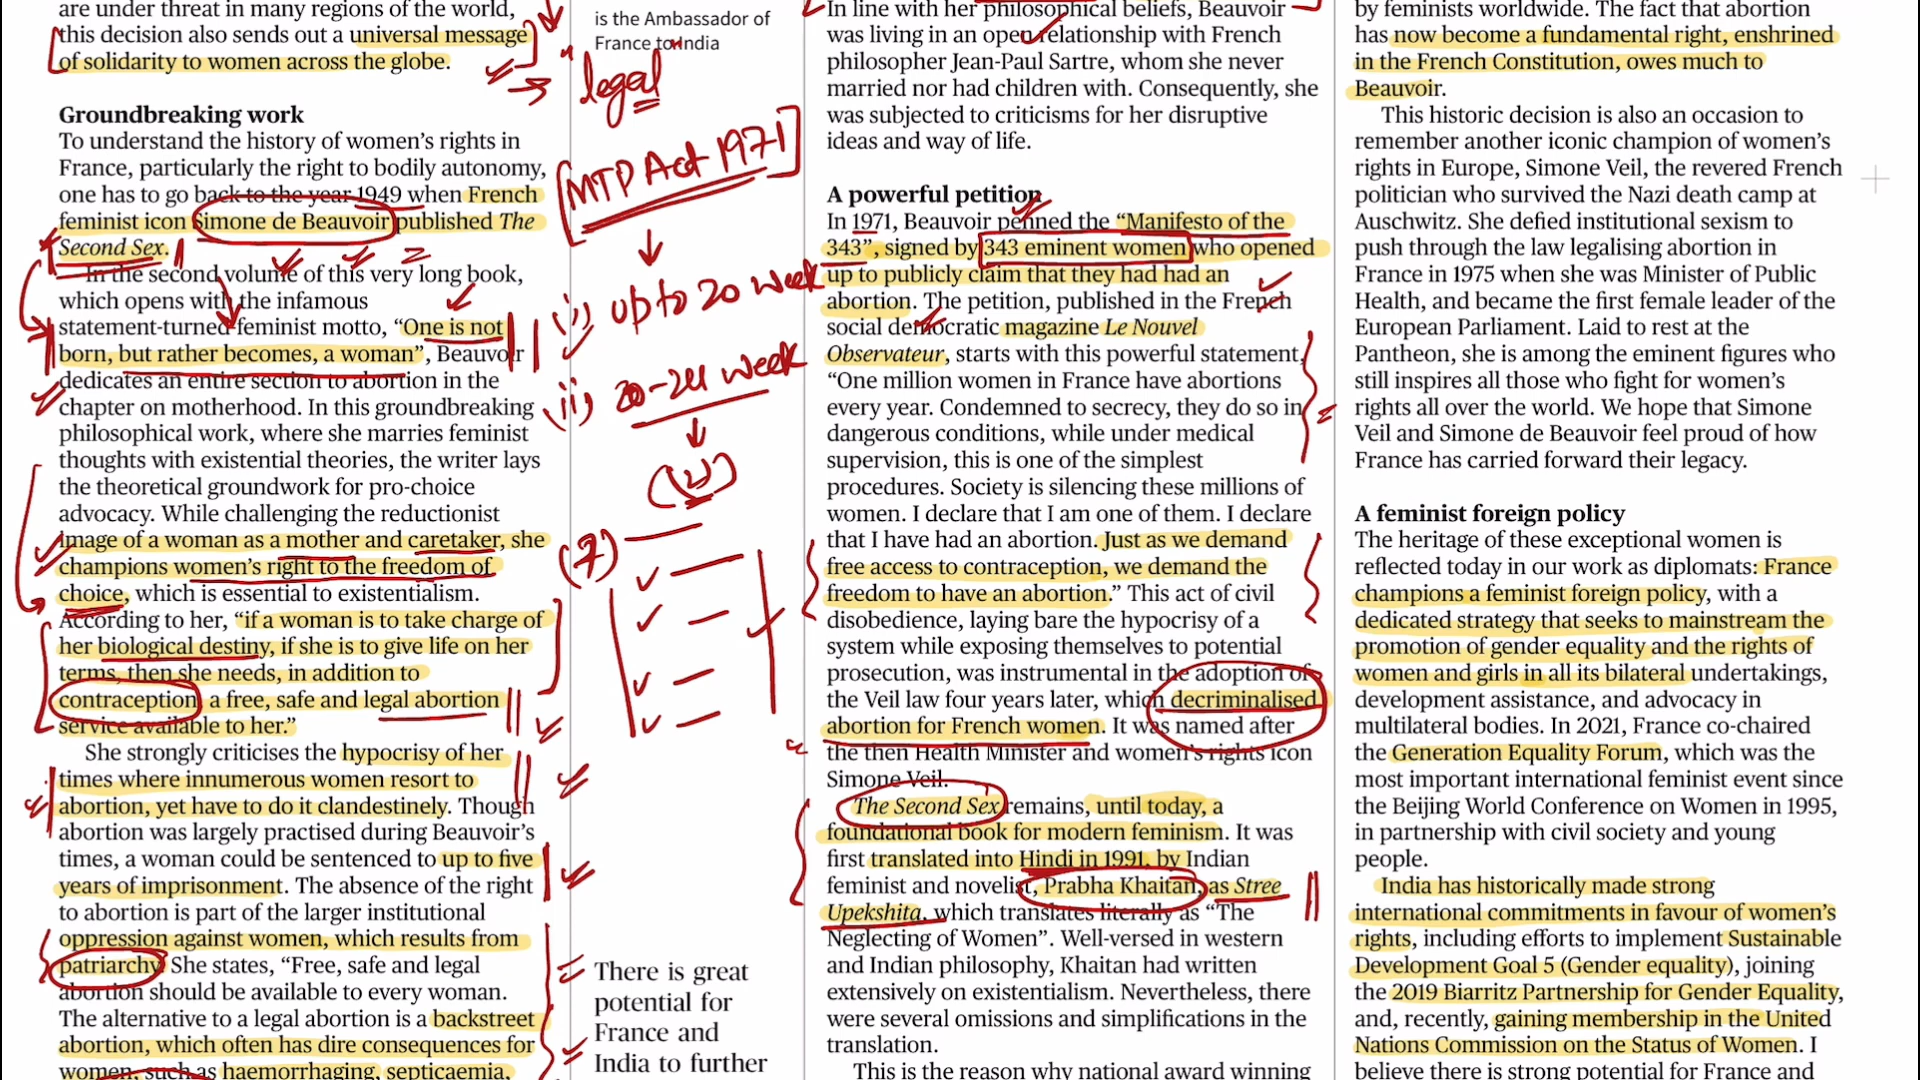 are under threat in many regions of the world,
this decision also sends out a universal message
of solidarity to women across the globe.
Groundbreaking work
To understand the history of women's rights in
France, particularly the right to bodily autonomy,
one has to go back to the year 1949 when French
feminist icon Simone de Beauvoir published The
Second Sex.
In the second volume of this very long book,
which opens with the infamous
statement-turned-feminist motto, “One is not
born, but rather becomes, a woman”, Beauvoir
dedicates an entire section to abortion in the
chapter on motherhood. In this groundbreaking
philosophical work, where she marries feminist
thoughts with existential theories, the writer lays
the theoretical groundwork for pro-choice
advocacy. While challenging the reductionist
image of a woman as a mother and caretaker, she
champions women's right to the freedom of
choice, which is essential to existentialism.
According to her, “if a woman is to take charge of
her biological destiny, if she is to give life on her
terms, then she needs, in addition to
contraception, a free, safe and legal abortion
service available to her.”
She strongly criticises the hypocrisy of her
times where innumerous women resort to
abortion, yet have to do it clandestinely. Though
abortion was largely practised during Beauvoir's
times, a woman could be sentenced to up to five
years of imprisonment. The absence of the right
to abortion is part of the larger institutional
oppression against women, which results from
patriarchy. She states, “Free, safe and legal
abortion should be available to every woman.
The alternative to a legal abortion is a backstreet
abortion, which often has dire consequences for
women, such as haemorrhaging, septicaemia,
is the Ambassador of
France to India
legal
MTP Act 1971
(i) up to 20 week
(ii) 20-24 week
(7)
There is great
potential for
France and
India to further
In line with her philosophical beliefs, Beauvoir
was living in an open relationship with French
philosopher Jean-Paul Sartre, whom she never
married nor had children with. Consequently, she
was subjected to criticisms for her disruptive
ideas and way of life.
A powerful petition
In 1971, Beauvoir penned the “Manifesto of the
343”, signed by 343 eminent women who opened
up to publicly claim that they had had an
abortion. The petition, published in the French
social democratic magazine Le Nouvel
Observateur, starts with this powerful statement,
“One million women in France have abortions
every year. Condemned to secrecy, they do so in
dangerous conditions, while under medical
supervision, this is one of the simplest
procedures. Society is silencing these millions of
women. I declare that I am one of them. I declare
that I have had an abortion. Just as we demand
free access to contraception, we demand the
freedom to have an abortion.” This act of civil
disobedience, laying bare the hypocrisy of a
system while exposing themselves to potential
prosecution, was instrumental in the adoption of
the Veil law four years later, which decriminalised
abortion for French women. It was named after
the then Health Minister and women's rights icon
Simone Veil.
The Second Sex remains, until today, a
foundational book for modern feminism. It was
first translated into Hindi in 1991, by Indian
feminist and novelist, Prabha Khaitan, as Stree
Upekshita, which translates literally as “The
Neglecting of Women”. Well-versed in western
and Indian philosophy, Khaitan had written
extensively on existentialism. Nevertheless, there
were several omissions and simplifications in the
translation.
This is the reason why national award winning
by feminists worldwide. The fact that abortion
has now become a fundamental right, enshrined
in the French Constitution, owes much to
Beauvoir.
This historic decision is also an occasion to
remember another iconic champion of women's
rights in Europe, Simone Veil, the revered French
politician who survived the Nazi death camp at
Auschwitz. She defied institutional sexism to
push through the law legalising abortion in
France in 1975 when she was Minister of Public
Health, and became the first female leader of the
European Parliament. Laid to rest at the
Pantheon, she is among the eminent figures who
still inspires all those who fight for women's
rights all over the world. We hope that Simone
Veil and Simone de Beauvoir feel proud of how
France has carried forward their legacy.
A feminist foreign policy
The heritage of these exceptional women is
reflected today in our work as diplomats: France
champions a feminist foreign policy, with a
dedicated strategy that seeks to mainstream the
promotion of gender equality and the rights of
women and girls in all its bilateral undertakings,
development assistance, and advocacy in
multilateral bodies. In 2021, France co-chaired
the Generation Equality Forum, which was the
most important international feminist event since
the Beijing World Conference on Women in 1995,
in partnership with civil society and young
people.
India has historically made strong
international commitments in favour of women's
rights, including efforts to implement Sustainable
Development Goal 5 (Gender equality), joining
the 2019 Biarritz Partnership for Gender Equality,
and, recently, gaining membership in the United
Nations Commission on the Status of Women. I
believe there is strong potential for France and